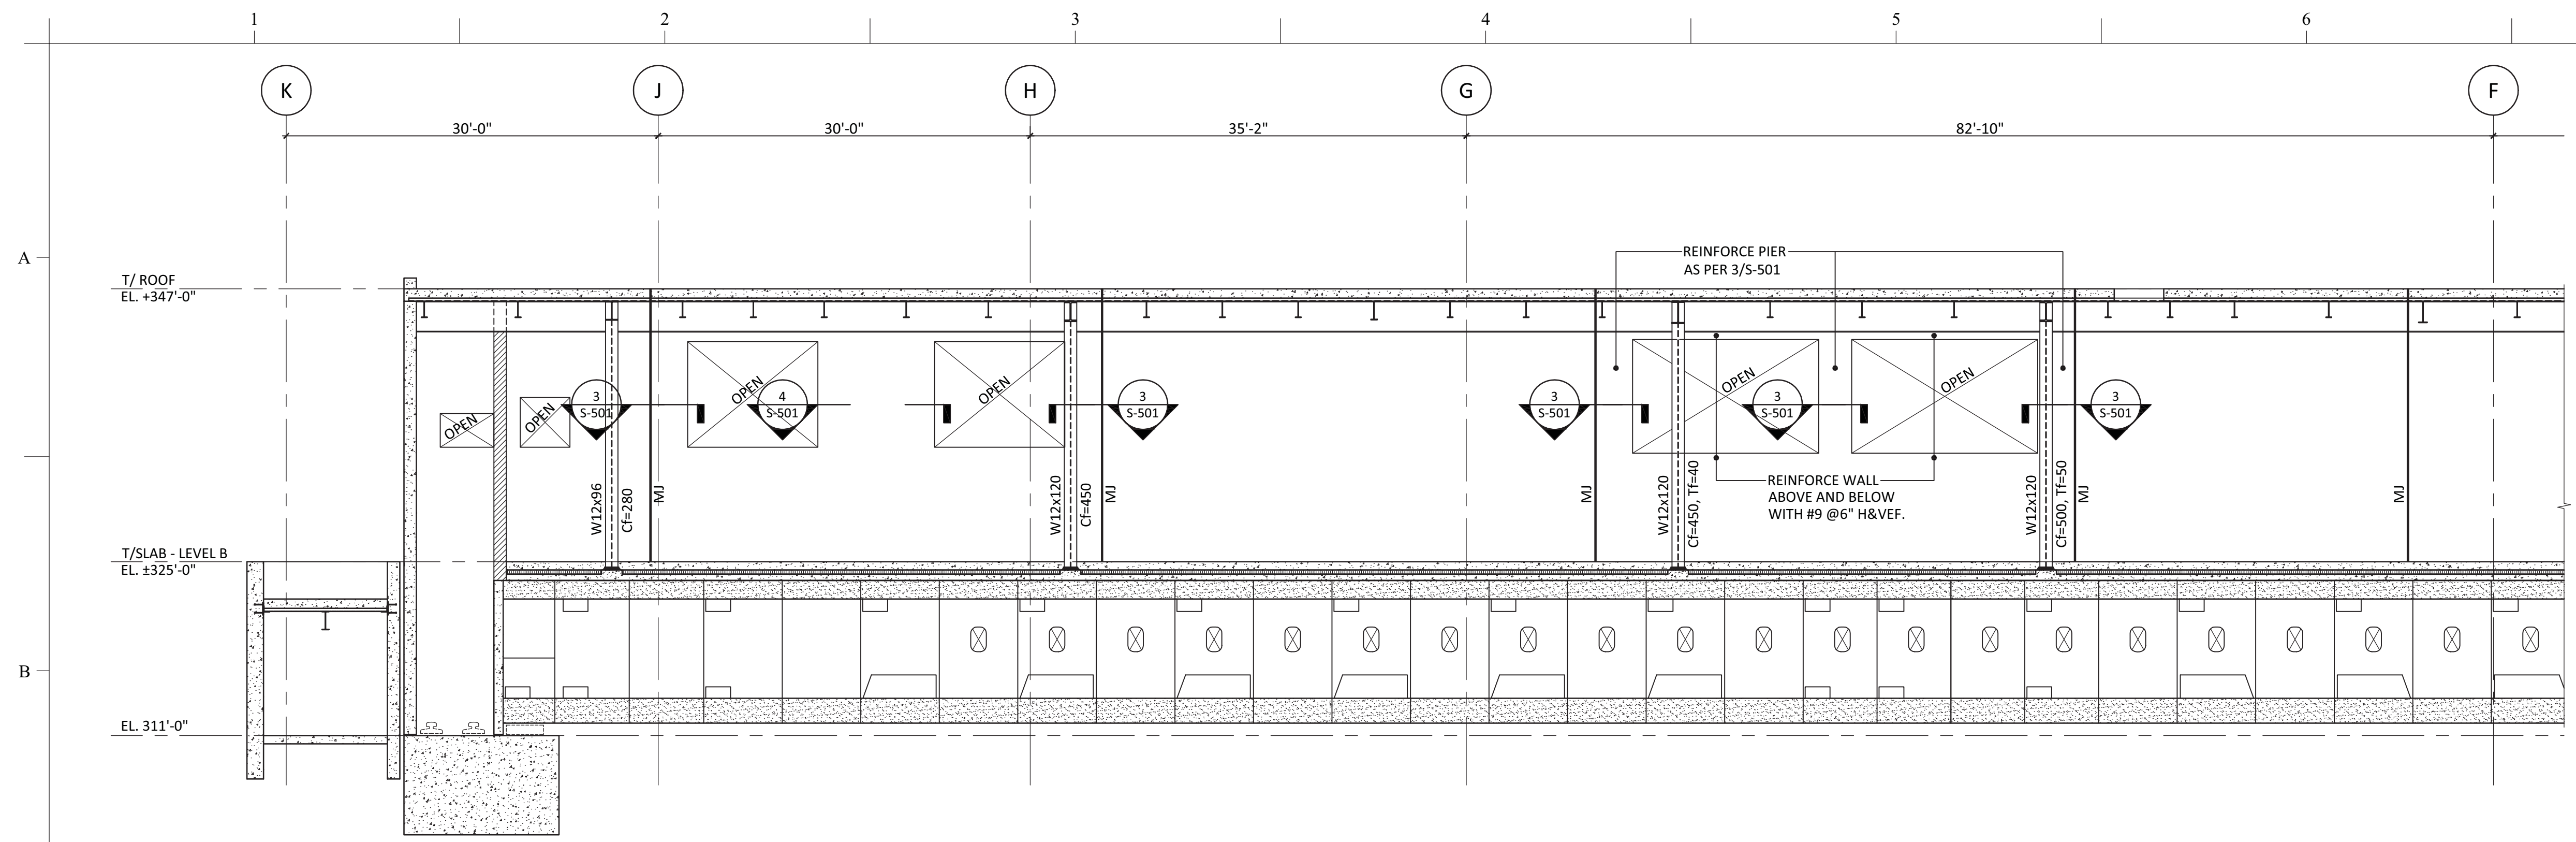 1 2 3 4 5 6
K J H G F
30'-0" 30'-0" 35'-2" 82'-10"
A
REINFORCE PIER
AS PER 3/S-501
T/ ROOF
EL. +347'-0"
OPEN
OPEN
3
S-501
OPEN
4
S-501
OPEN
3
S-501
3
S-501
OPEN
3
S-501
OPEN
3
S-501
W12x96
Cf=280
MJ
W12x120
Cf=450
MJ
MJ
W12x120
Cf=450, Tf=40
REINFORCE WALL
ABOVE AND BELOW
WITH #9 @6" H&VEF.
W12x120
Cf=500, Tf=50
MJ
MJ
T/SLAB - LEVEL B
EL. ±325'-0"
B
EL. 311'-0"